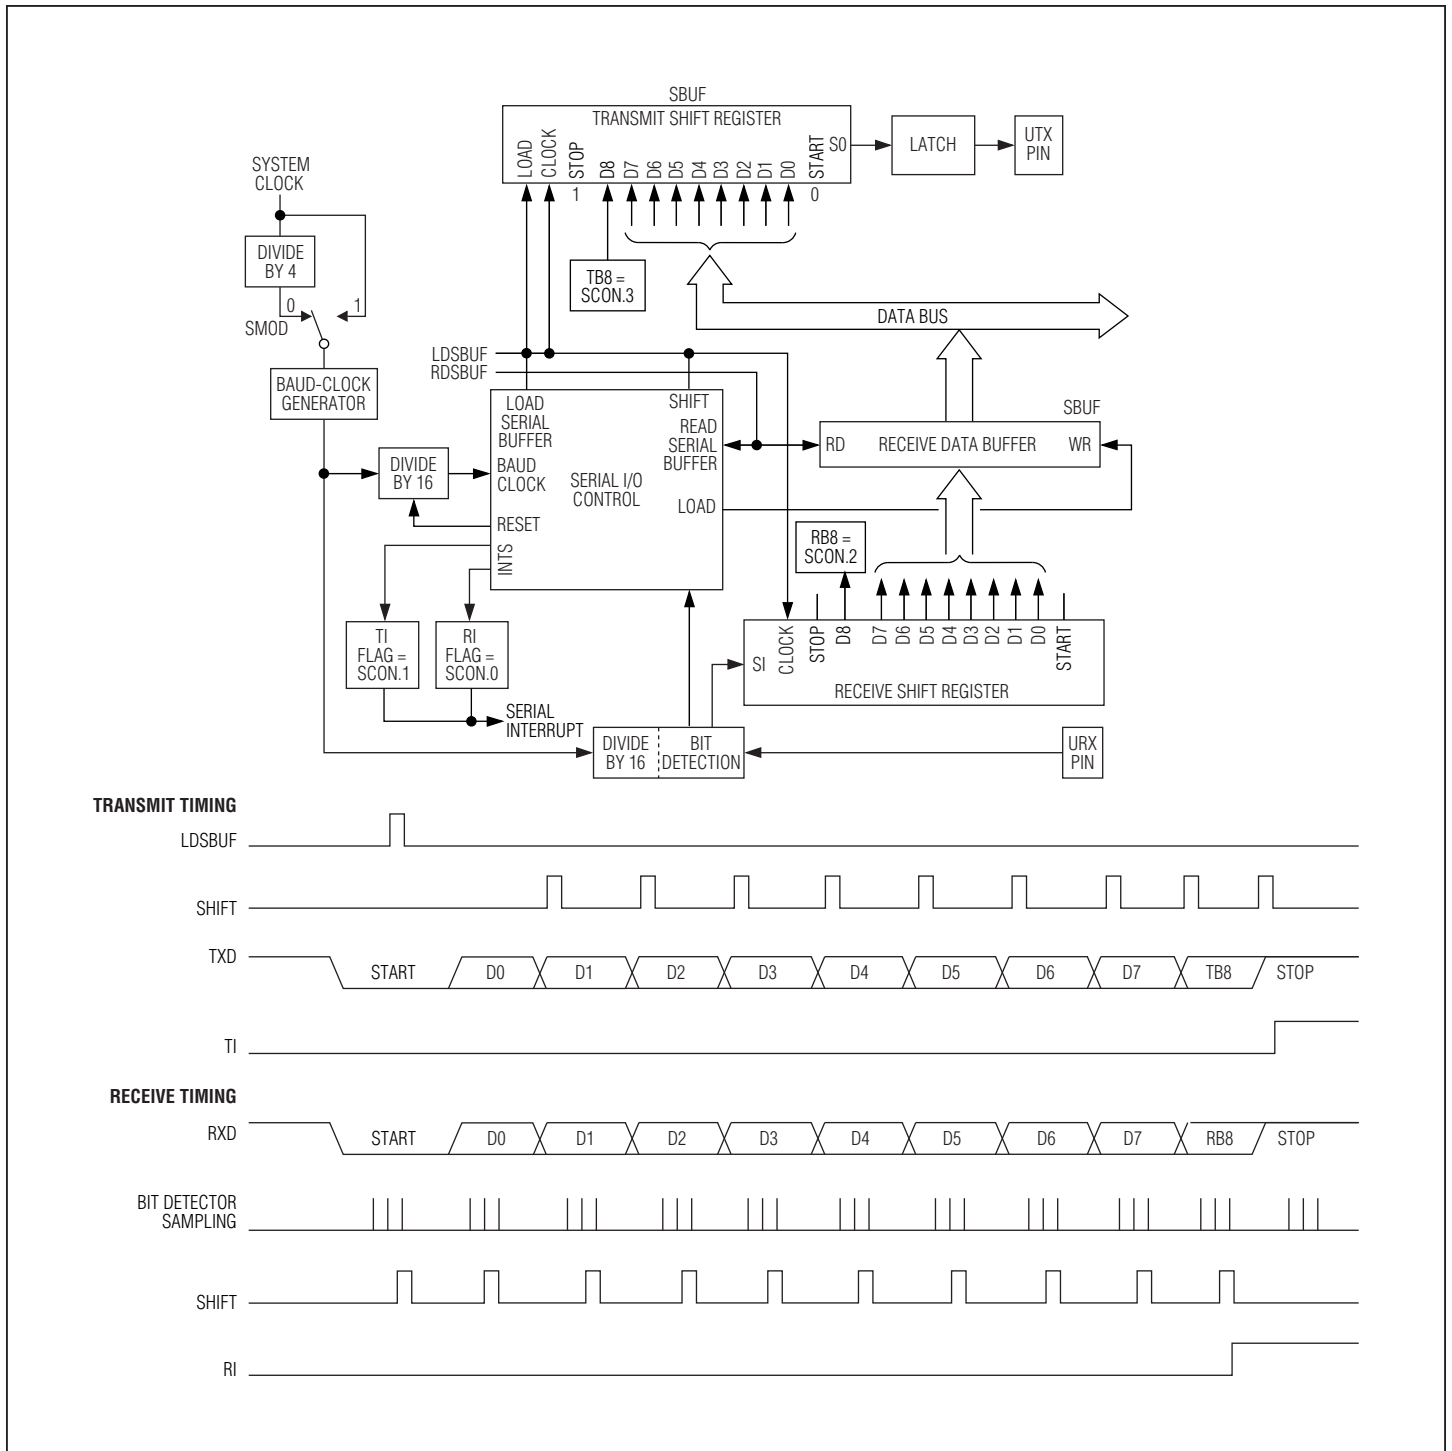 SBUF
TRANSMIT SHIFT REGISTER
LOAD
CLOCK
STOP
1
D8
D7
D6
D5
D4
D3
D2
D1
D0
START
0
S0
LATCH
UTX
PIN
SYSTEM
CLOCK
DIVIDE
BY 4
0
1
SMOD
BAUD-CLOCK
GENERATOR
TB8 =
SCON.3
DATA BUS
LDSBUF
RDSBUF
LOAD
SERIAL
BUFFER
SHIFT
READ
SERIAL
BUFFER
BAUD
CLOCK
SERIAL I/O
CONTROL
LOAD
RESET
INTS
DIVIDE
BY 16
SBUF
RD
RECEIVE DATA BUFFER
WR
RB8 =
SCON.2
TI
FLAG =
SCON.1
RI
FLAG =
SCON.0
SERIAL
INTERRUPT
SI
CLOCK
STOP
D8
D7
D6
D5
D4
D3
D2
D1
D0
START
RECEIVE SHIFT REGISTER
DIVIDE
BY 16
BIT
DETECTION
URX
PIN
TRANSMIT TIMING
LDSBUF
SHIFT
TXD
START D0 D1 D2 D3 D4 D5 D6 D7 TB8 STOP
TI
RECEIVE TIMING
RXD
START D0 D1 D2 D3 D4 D5 D6 D7 RB8 STOP
BIT DETECTOR
SAMPLING
SHIFT
RI